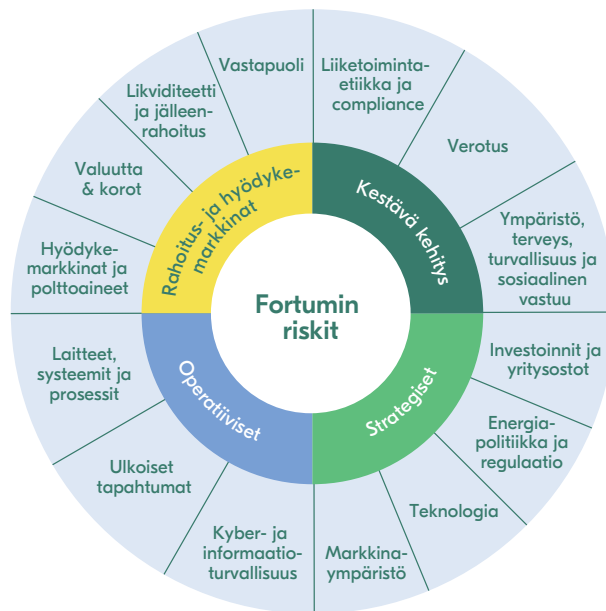 Fortumin
riskit
Rahoitus- ja hyödyke-
markkinat
Kestävä kehitys
Strategiset
Operatiiviset
Vastapuoli
Liiketoiminta-
etiikka ja
compliance
Verotus
Ympäristö,
terveys,
turvallisuus ja
sosiaalinen
vastuu
Investoinnit ja
yritysostot
Energia-
politiikka ja
regulaatio
Teknologia
Markkina-
ympäristö
Kyber- ja
informaatio-
turvallisuus
Ulkoiset
tapahtumat
Laitteet,
systeemit ja
prosessit
Hyödyke-
markkinat ja
polttoaineet
Valuutta
& korot
Likviditeetti
ja jälleen-
rahoitus